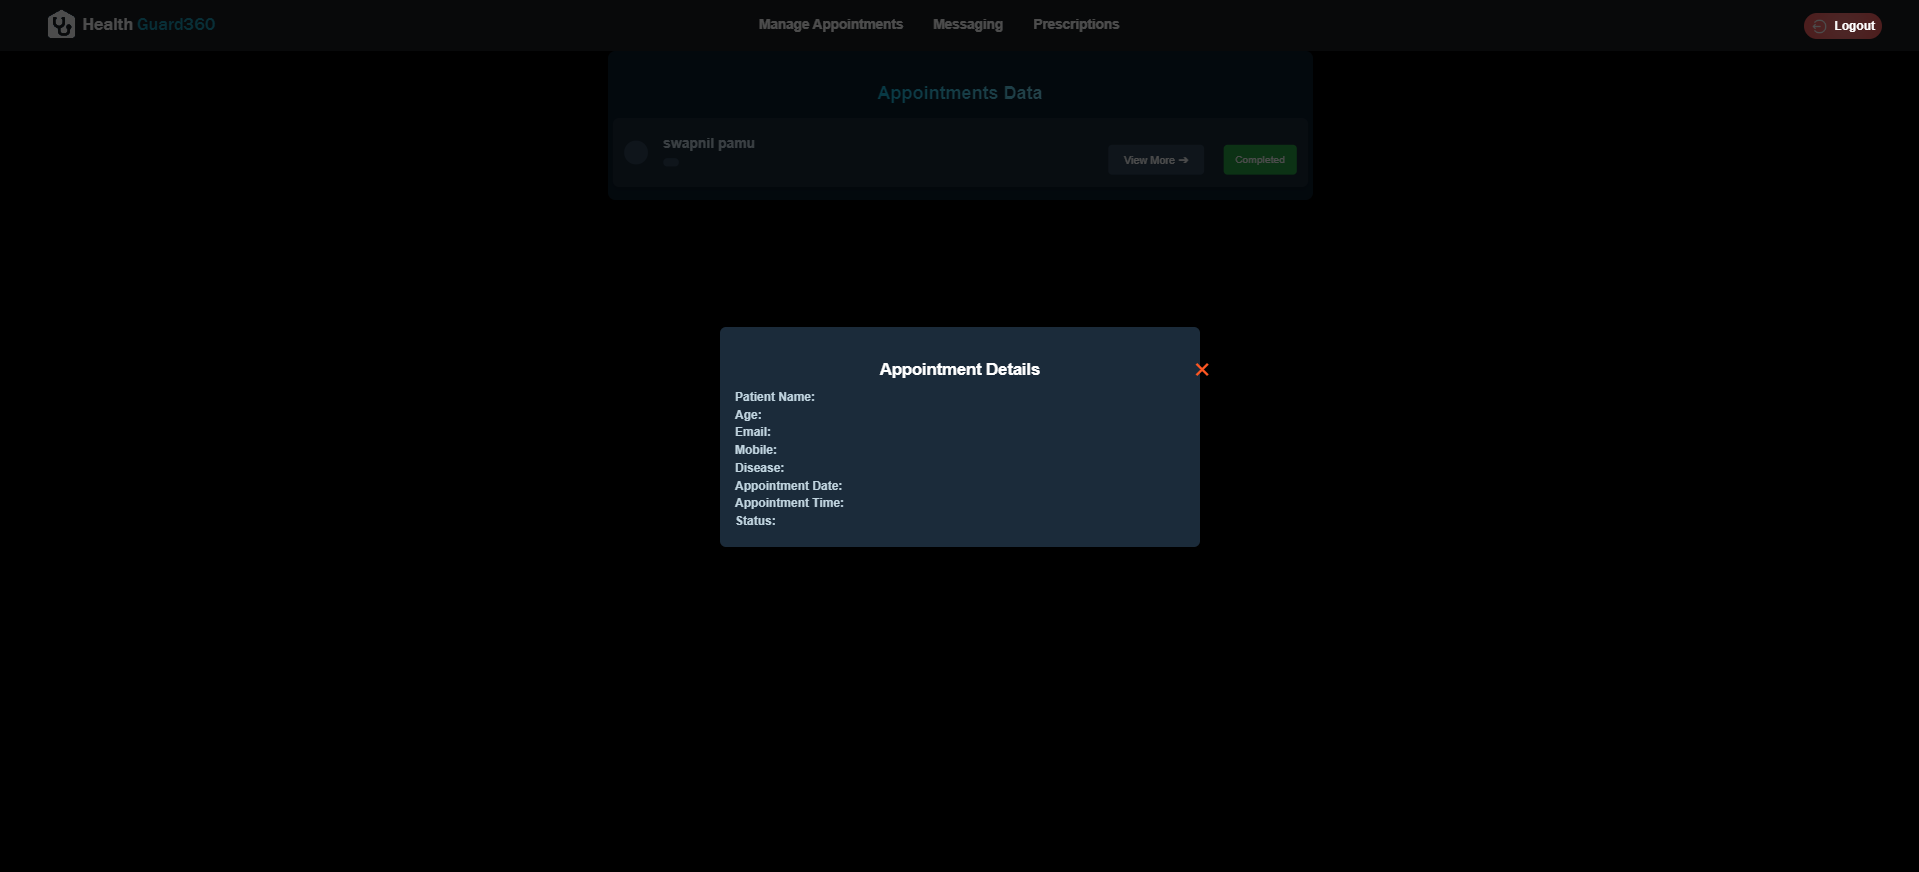 Health Guard360
Manage Appointments Messaging Prescriptions
Logout
Appointments Data
swapnil pamu
View More ➔
Completed
Appointment Details
Patient Name:
Age:
Email:
Mobile:
Disease:
Appointment Date:
Appointment Time:
Status: